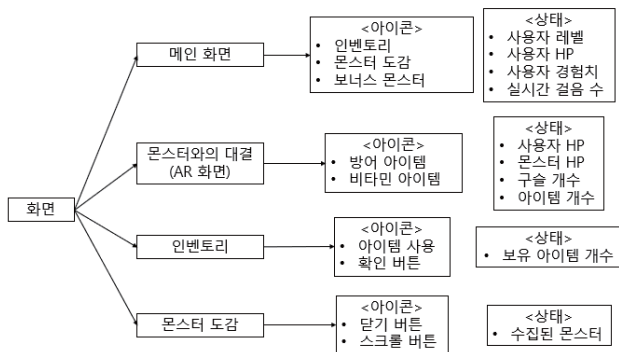 화면
메인 화면
<아이콘>
• 인벤토리
• 몬스터 도감
• 보너스 몬스터
<상태>
• 사용자 레벨
• 사용자 HP
• 사용자 경험치
• 실시간 걸음 수
몬스터와의 대결
(AR 화면)
<아이콘>
• 방어 아이템
• 비타민 아이템
<상태>
• 사용자 HP
• 몬스터 HP
• 구슬 개수
• 아이템 개수
인벤토리
<아이콘>
• 아이템 사용
• 확인 버튼
<상태>
• 보유 아이템 개수
몬스터 도감
<아이콘>
• 닫기 버튼
• 스크롤 버튼
<상태>
• 수집된 몬스터